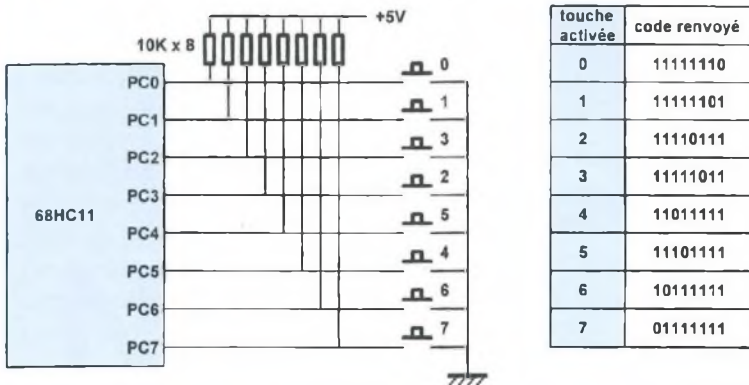 +5V
10K x 8
68HC11
PC0
PC1
PC2
PC3
PC4
PC5
PC6
PC7
0
1
3
2
5
4
6
7
touche activée code renvoyé
0 11111110
1 11111101
2 11110111
3 11111011
4 11011111
5 11101111
6 10111111
7 01111111